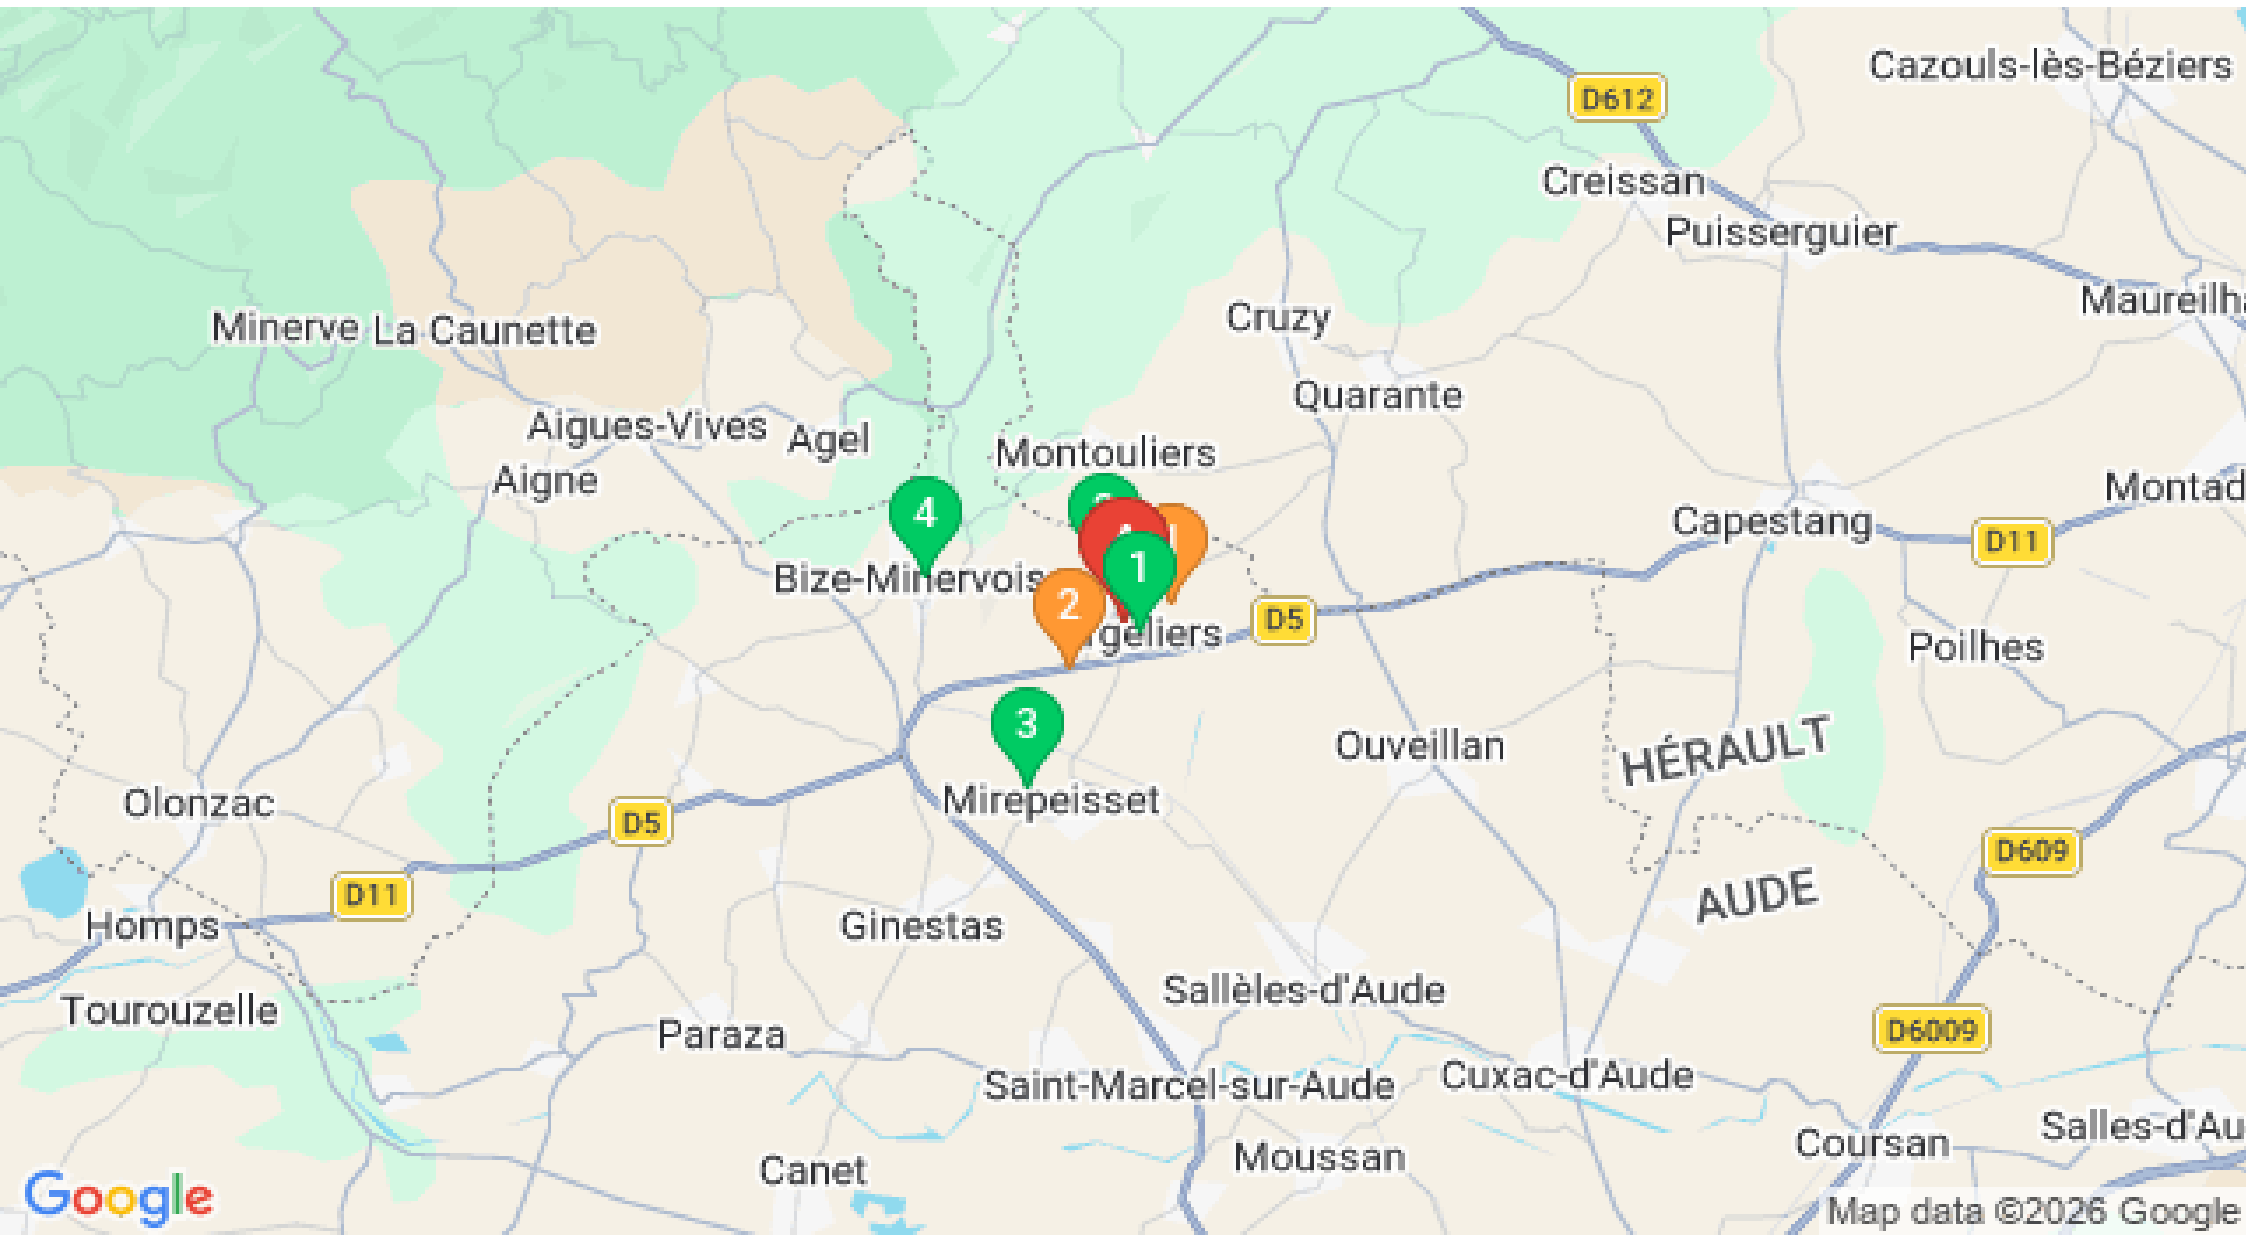 Cazouls-lès-Béziers
D612
Creissan
Puisserguier
Maureilha
Minerve
La Caunette
Cruzy
Quarante
Aigues-Vives
Agel
Montouliers
Aigne
Montad
4
Capestang
D11
1
Bize-Minervois
2
D5
rgeliers
Poilhes
3
Ouveillan
HÉRAULT
Olonzac
Mirepeisset
D5
D609
D11
AUDE
Homps
Ginestas
Sallèles-d'Aude
Tourouzelle
D6009
Paraza
Saint-Marcel-sur-Aude
Cuxac-d'Aude
Salles-d'Au
Coursan
Moussan
Canet
Google
Map data ©2026 Google